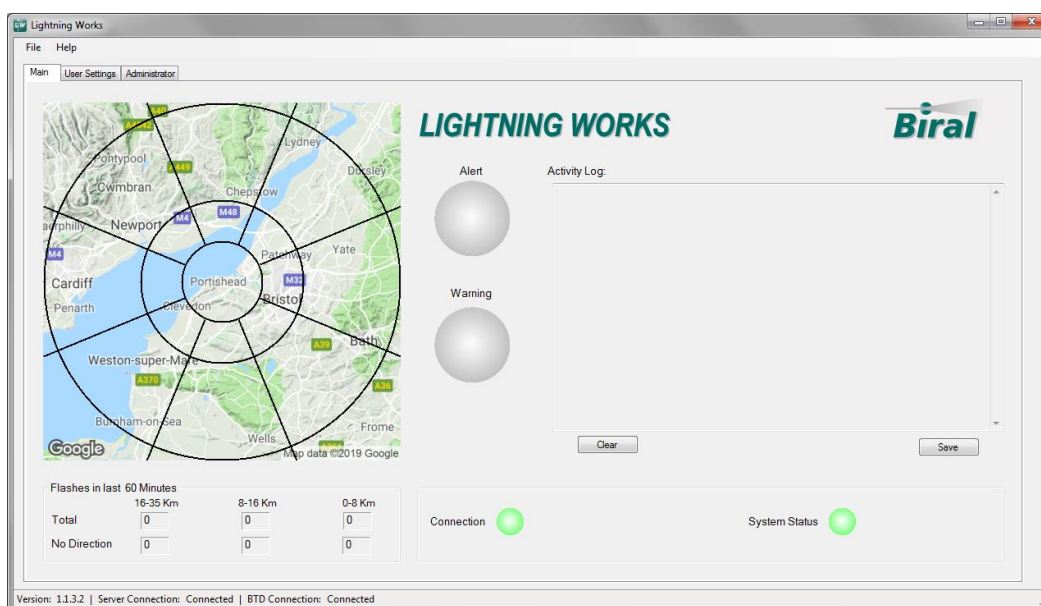 Lightning Works
File Help
Main User Settings Administrator
LIGHTNING WORKS
Biral
Alert
Activity Log:
Warning
A40
A4042
Lydney
Pontypool
A449
Dursley
Cwmbran
Chepstow
M48
Newport
M4
M4
Patchway
Yate
Cardiff
Portishead
M32
Penarth
Clevedon
Bristol
A39
Bath
Weston-super-Mare
A370
A36
Burnham-on-Sea
Frome
Wells
Google
Map data ©2019 Google
Clear
Save
Flashes in last 60 Minutes
16-35 Km 8-16 Km 0-8 Km
Total 0 0 0
No Direction 0 0 0
Connection
System Status
Version: 1.1.3.2 | Server Connection: Connected | BTD Connection: Connected